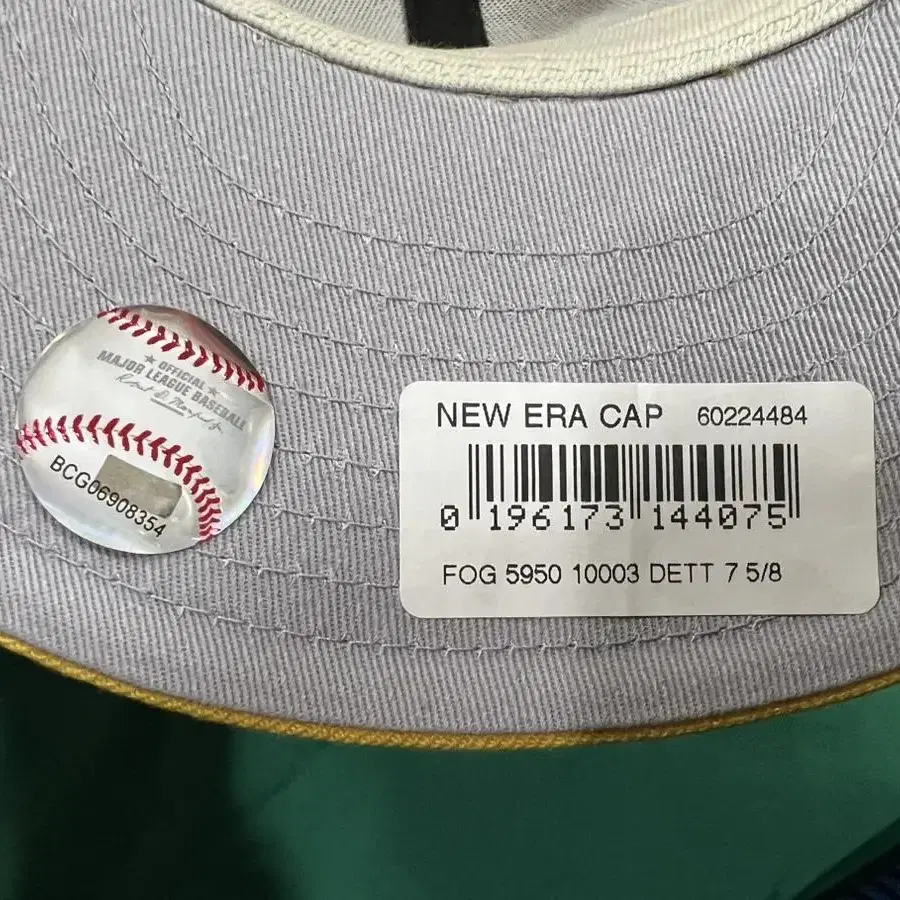 ★ OFFICIAL ★
MAJOR LEAGUE BASEBALL
BCG06908354
NEW ERA CAP 60224484
0 196173 144075
FOG 5950 10003 DETT 7 5/8